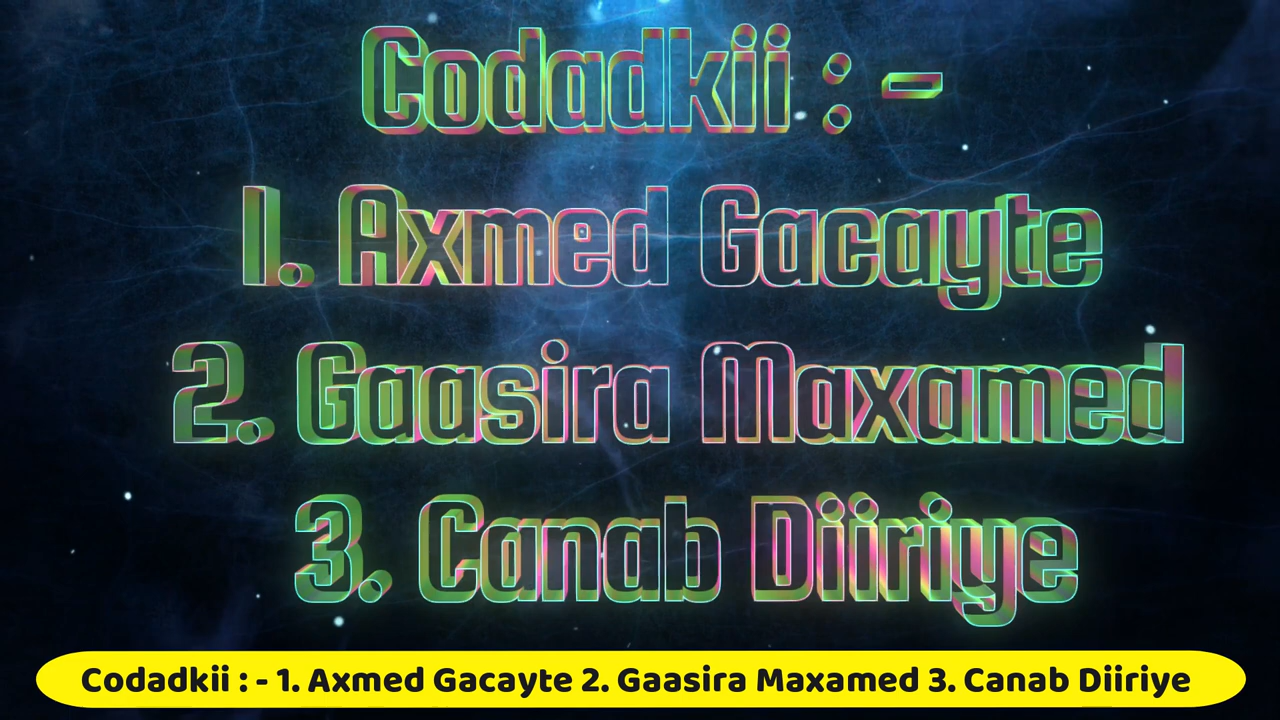 Codadkii : -
1. Axmed Gacayte
2. Gaasira Maxamed
3. Canab Diiriye
Codadkii : - 1. Axmed Gacayte 2. Gaasira Maxamed 3. Canab Diiriye